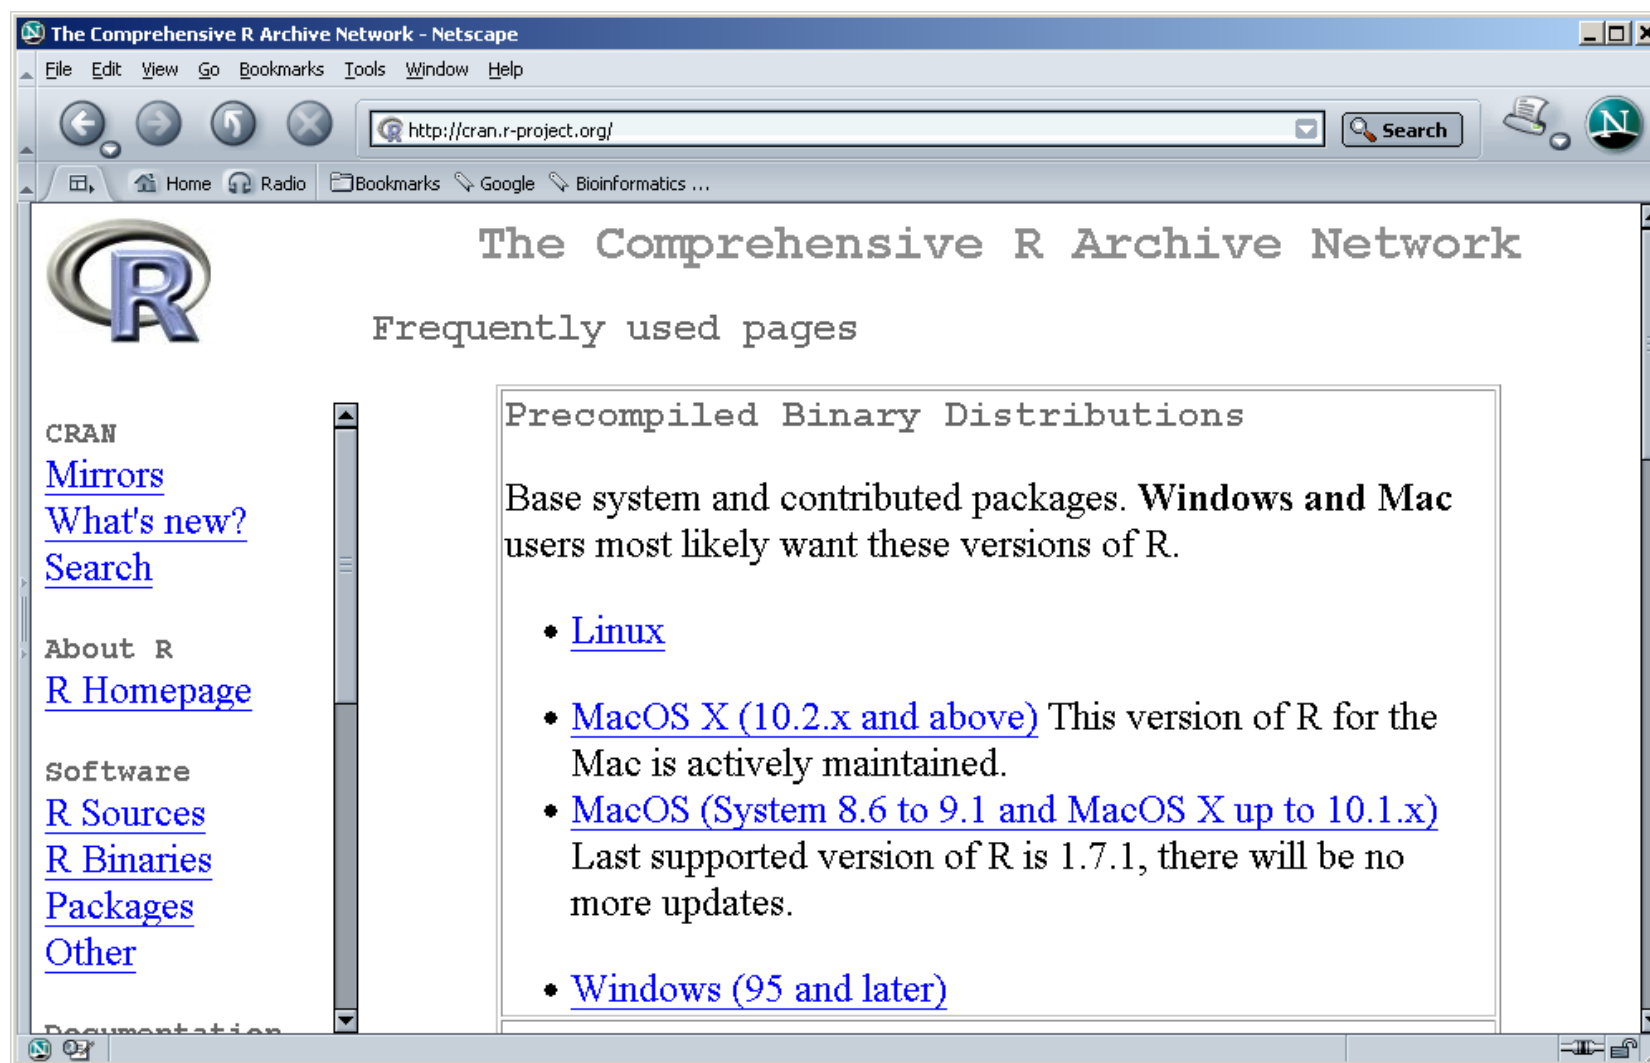 The Comprehensive R Archive Network - Netscape
File Edit View Go Bookmarks Tools Window Help
http://cran.r-project.org/
Search
N
Home Radio Bookmarks Google Bioinformatics ...
R
The Comprehensive R Archive Network
Frequently used pages
CRAN
Mirrors
What's new?
Search
About R
R Homepage
Software
R Sources
R Binaries
Packages
Other
Documentation
Precompiled Binary Distributions
Base system and contributed packages. Windows and Mac
users most likely want these versions of R.
• Linux
• MacOS X (10.2.x and above) This version of R for the
Mac is actively maintained.
• MacOS (System 8.6 to 9.1 and MacOS X up to 10.1.x)
Last supported version of R is 1.7.1, there will be no
more updates.
• Windows (95 and later)